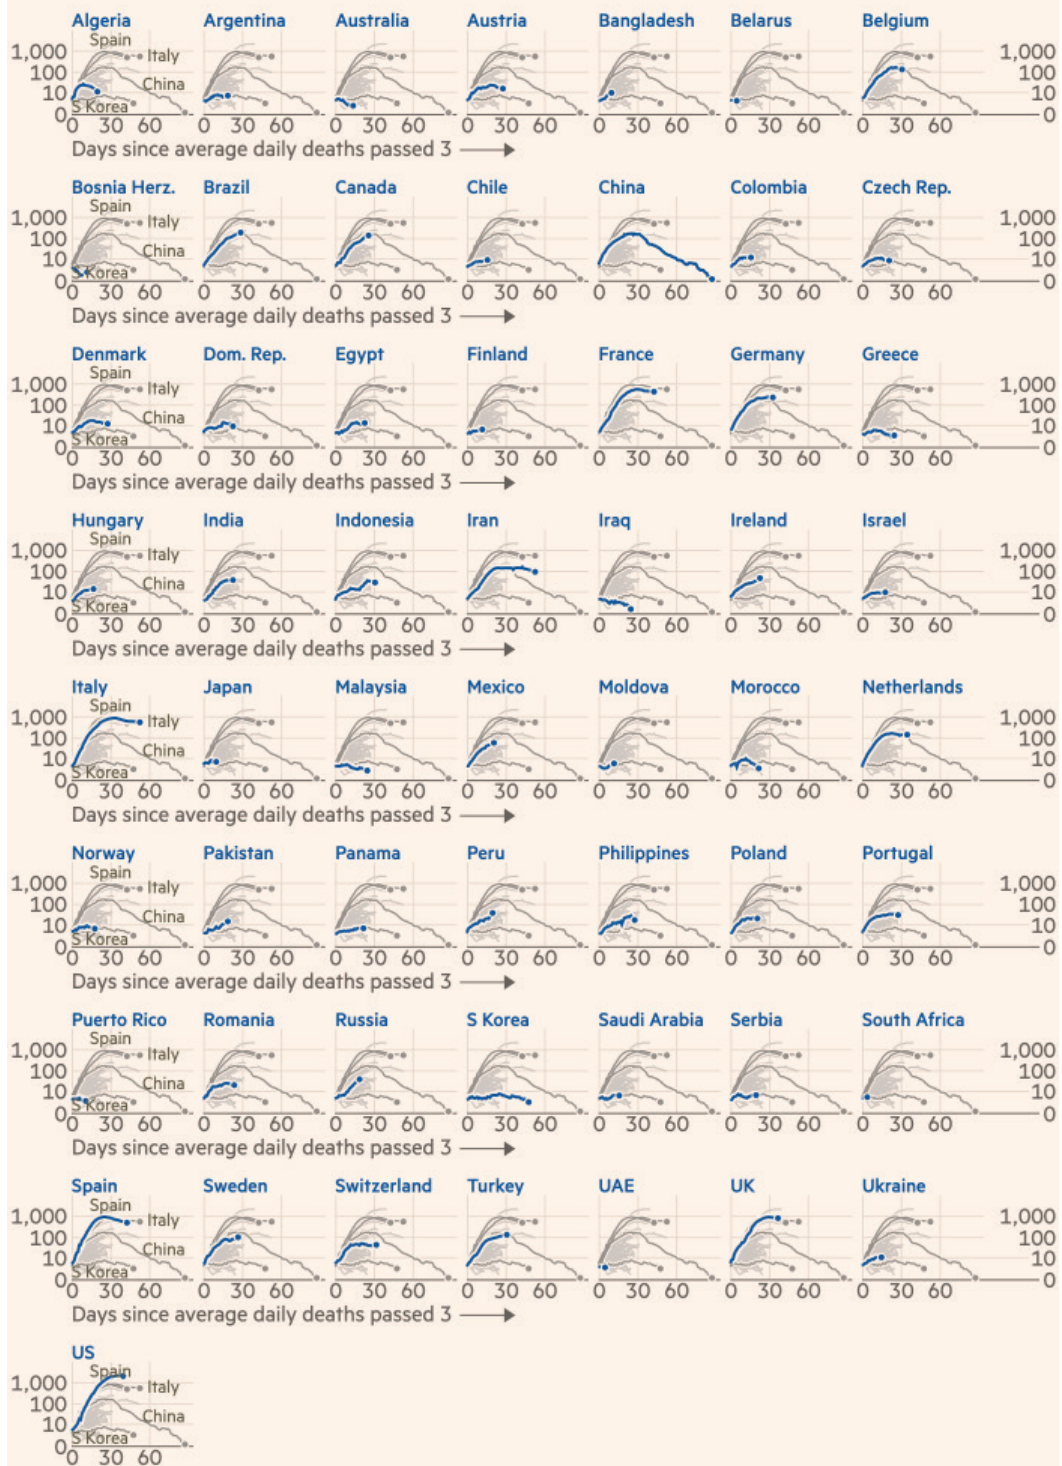 Algeria Argentina Australia Austria Bangladesh Belarus Belgium
Spain
1,000 Italy 1,000
100 100
China
10 10
S Korea
0 0
0 30 60 0 30 60 0 30 60 0 30 60 0 30 60 0 30 60 0 30 60
Days since average daily deaths passed 3
Bosnia Herz. Brazil Canada Chile China Colombia Czech Rep.
Spain
1,000 Italy 1,000
100 100
China
10 10
S Korea
0 0
0 30 60 0 30 60 0 30 60 0 30 60 0 30 60 0 30 60 0 30 60
Days since average daily deaths passed 3
Denmark Dom. Rep. Egypt Finland France Germany Greece
Spain
1,000 Italy 1,000
100 100
China
10 10
S Korea
0 0
0 30 60 0 30 60 0 30 60 0 30 60 0 30 60 0 30 60 0 30 60
Days since average daily deaths passed 3
Hungary India Indonesia Iran Iraq Ireland Israel
Spain
1,000 Italy 1,000
100 100
China
10 10
S Korea
0 0
0 30 60 0 30 60 0 30 60 0 30 60 0 30 60 0 30 60 0 30 60
Days since average daily deaths passed 3
Italy Japan Malaysia Mexico Moldova Morocco Netherlands
Spain
1,000 Italy 1,000
100 100
China
10 10
S Korea
0 0
0 30 60 0 30 60 0 30 60 0 30 60 0 30 60 0 30 60 0 30 60
Days since average daily deaths passed 3
Norway Pakistan Panama Peru Philippines Poland Portugal
Spain
1,000 Italy 1,000
100 100
China
10 10
S Korea
0 0
0 30 60 0 30 60 0 30 60 0 30 60 0 30 60 0 30 60 0 30 60
Days since average daily deaths passed 3
Puerto Rico Romania Russia S Korea Saudi Arabia Serbia South Africa
Spain
1,000 Italy 1,000
100 100
China
10 10
S Korea
0 0
0 30 60 0 30 60 0 30 60 0 30 60 0 30 60 0 30 60 0 30 60
Days since average daily deaths passed 3
Spain Sweden Switzerland Turkey UAE UK Ukraine
Spain
1,000 Italy 1,000
100 100
China
10 10
S Korea
0 0
0 30 60 0 30 60 0 30 60 0 30 60 0 30 60 0 30 60 0 30 60
Days since average daily deaths passed 3
US
Spain
1,000 Italy
100
China
10
S Korea
0
0 30 60